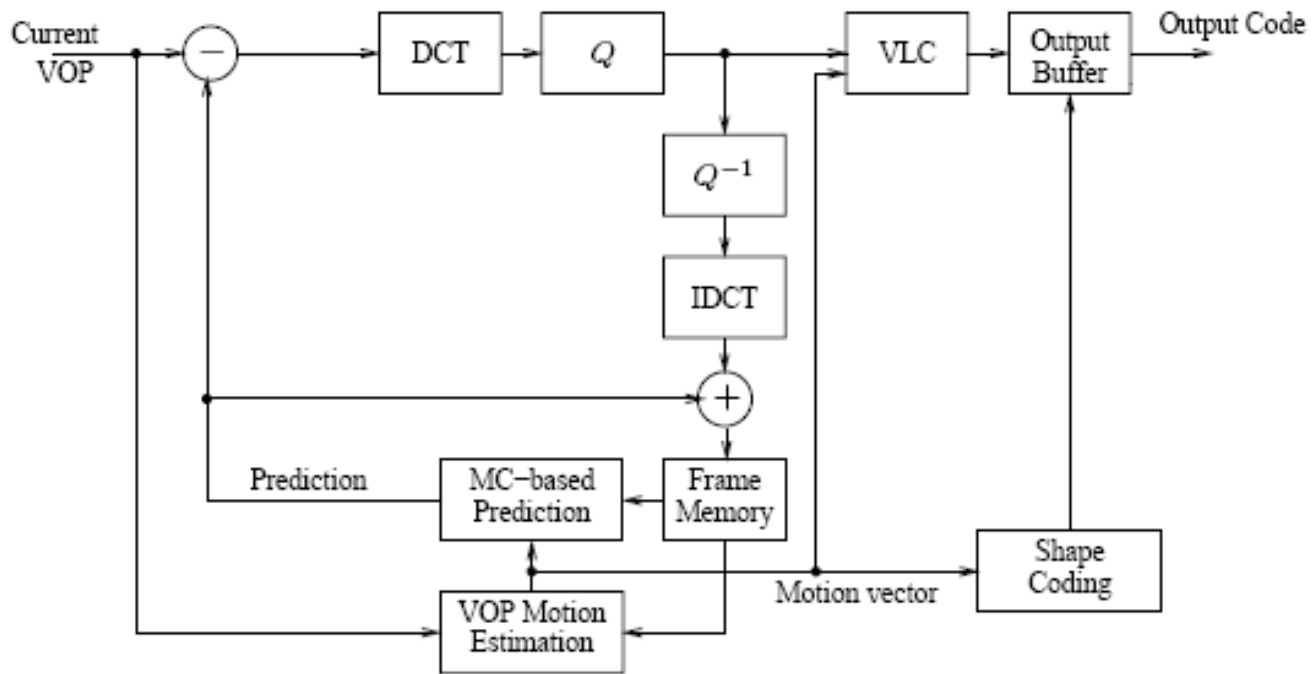 Current
VOP
−
DCT
Q
VLC
Output
Buffer
Output Code
Q−1
IDCT
+
Prediction
MC−based
Prediction
Frame
Memory
Motion vector
Shape
Coding
VOP Motion
Estimation